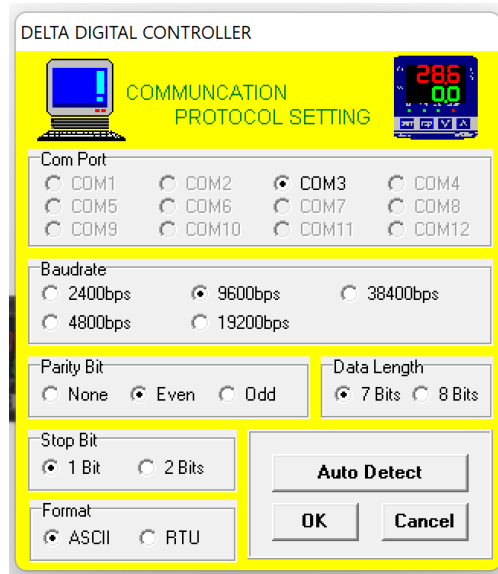 DELTA DIGITAL CONTROLLER
COMMUNCATION
PROTOCOL SETTING
286
0.0
Com Port
COM1 COM2 COM3 COM4
COM5 COM6 COM7 COM8
COM9 COM10 COM11 COM12
Baudrate
2400bps 9600bps 38400bps
4800bps 19200bps
Parity Bit Data Length
None Even Odd 7 Bits 8 Bits
Stop Bit
1 Bit 2 Bits
Auto Detect
Format
ASCII RTU
OK Cancel